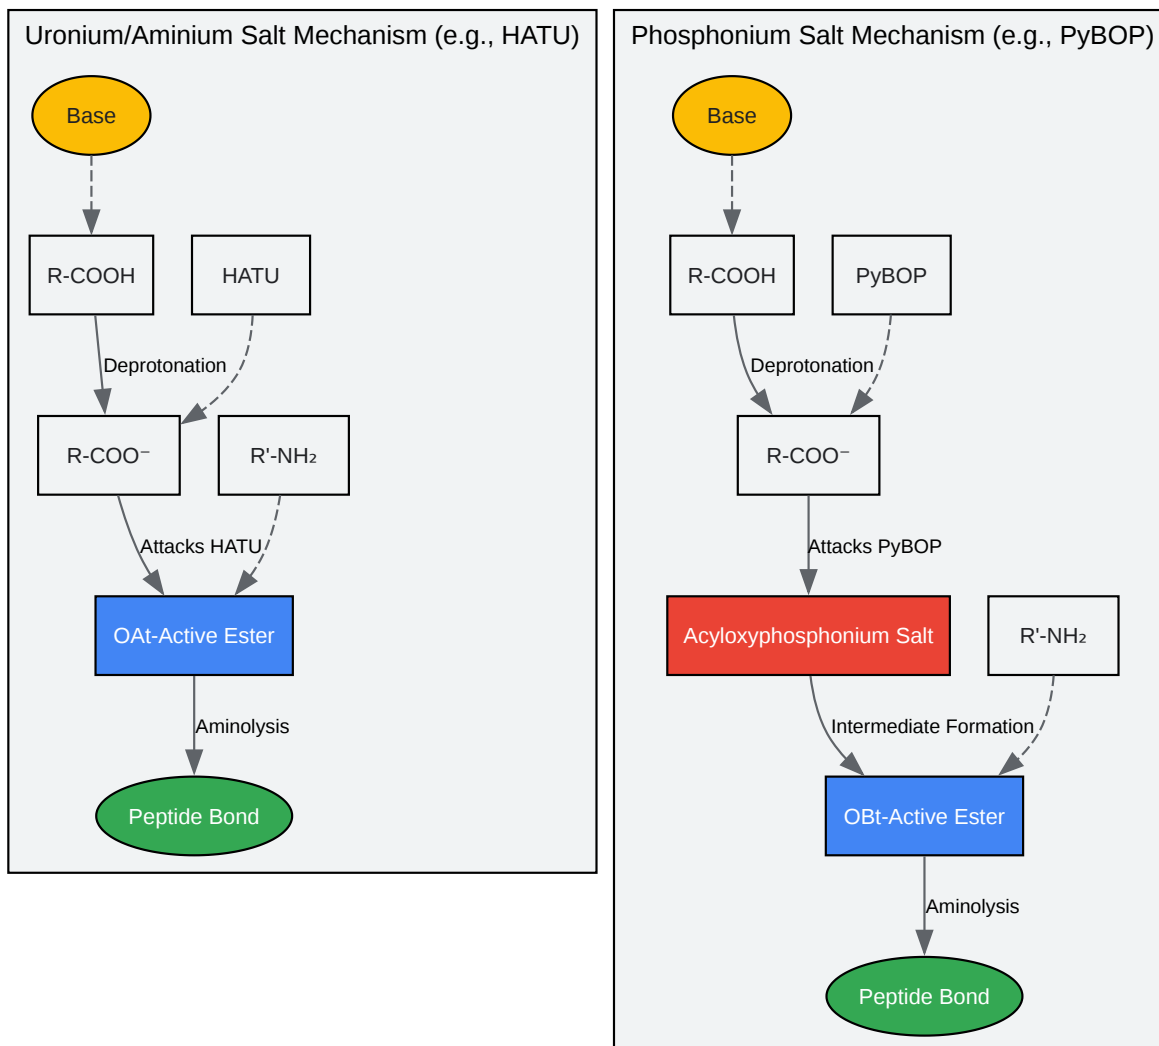 Uronium/Aminium Salt Mechanism (e.g., HATU)
Base
R-COOH
HATU
Deprotonation
R-COO⁻
R'-NH₂
Attacks HATU
OAt-Active Ester
Aminolysis
Peptide Bond
Phosphonium Salt Mechanism (e.g., PyBOP)
Base
R-COOH
PyBOP
Deprotonation
R-COO⁻
Attacks PyBOP
Acyloxyphosphonium Salt
R'-NH₂
Intermediate Formation
OBt-Active Ester
Aminolysis
Peptide Bond